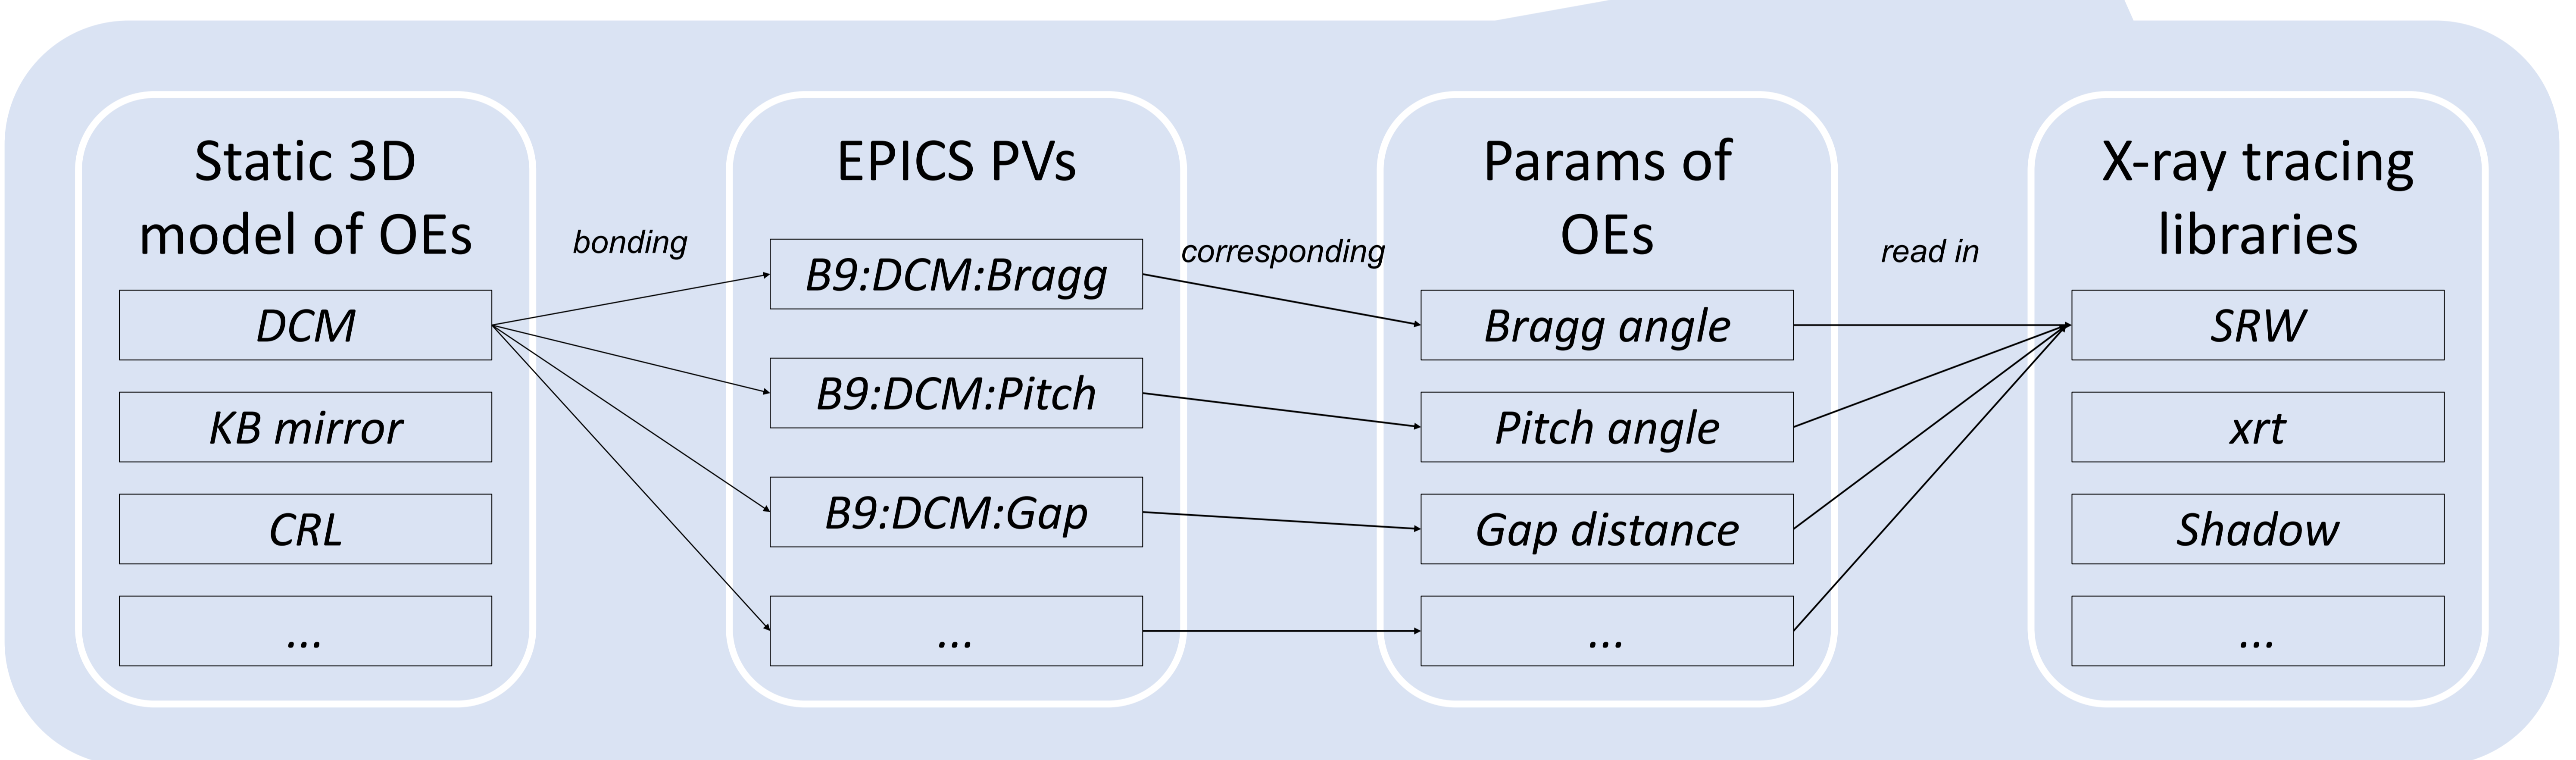 Static 3D
model of OEs
DCM
KB mirror
CRL
...
bonding
EPICS PVs
B9:DCM:Bragg
B9:DCM:Pitch
B9:DCM:Gap
...
corresponding
Params of
OEs
Bragg angle
Pitch angle
Gap distance
...
read in
X-ray tracing
libraries
SRW
xrt
Shadow
...